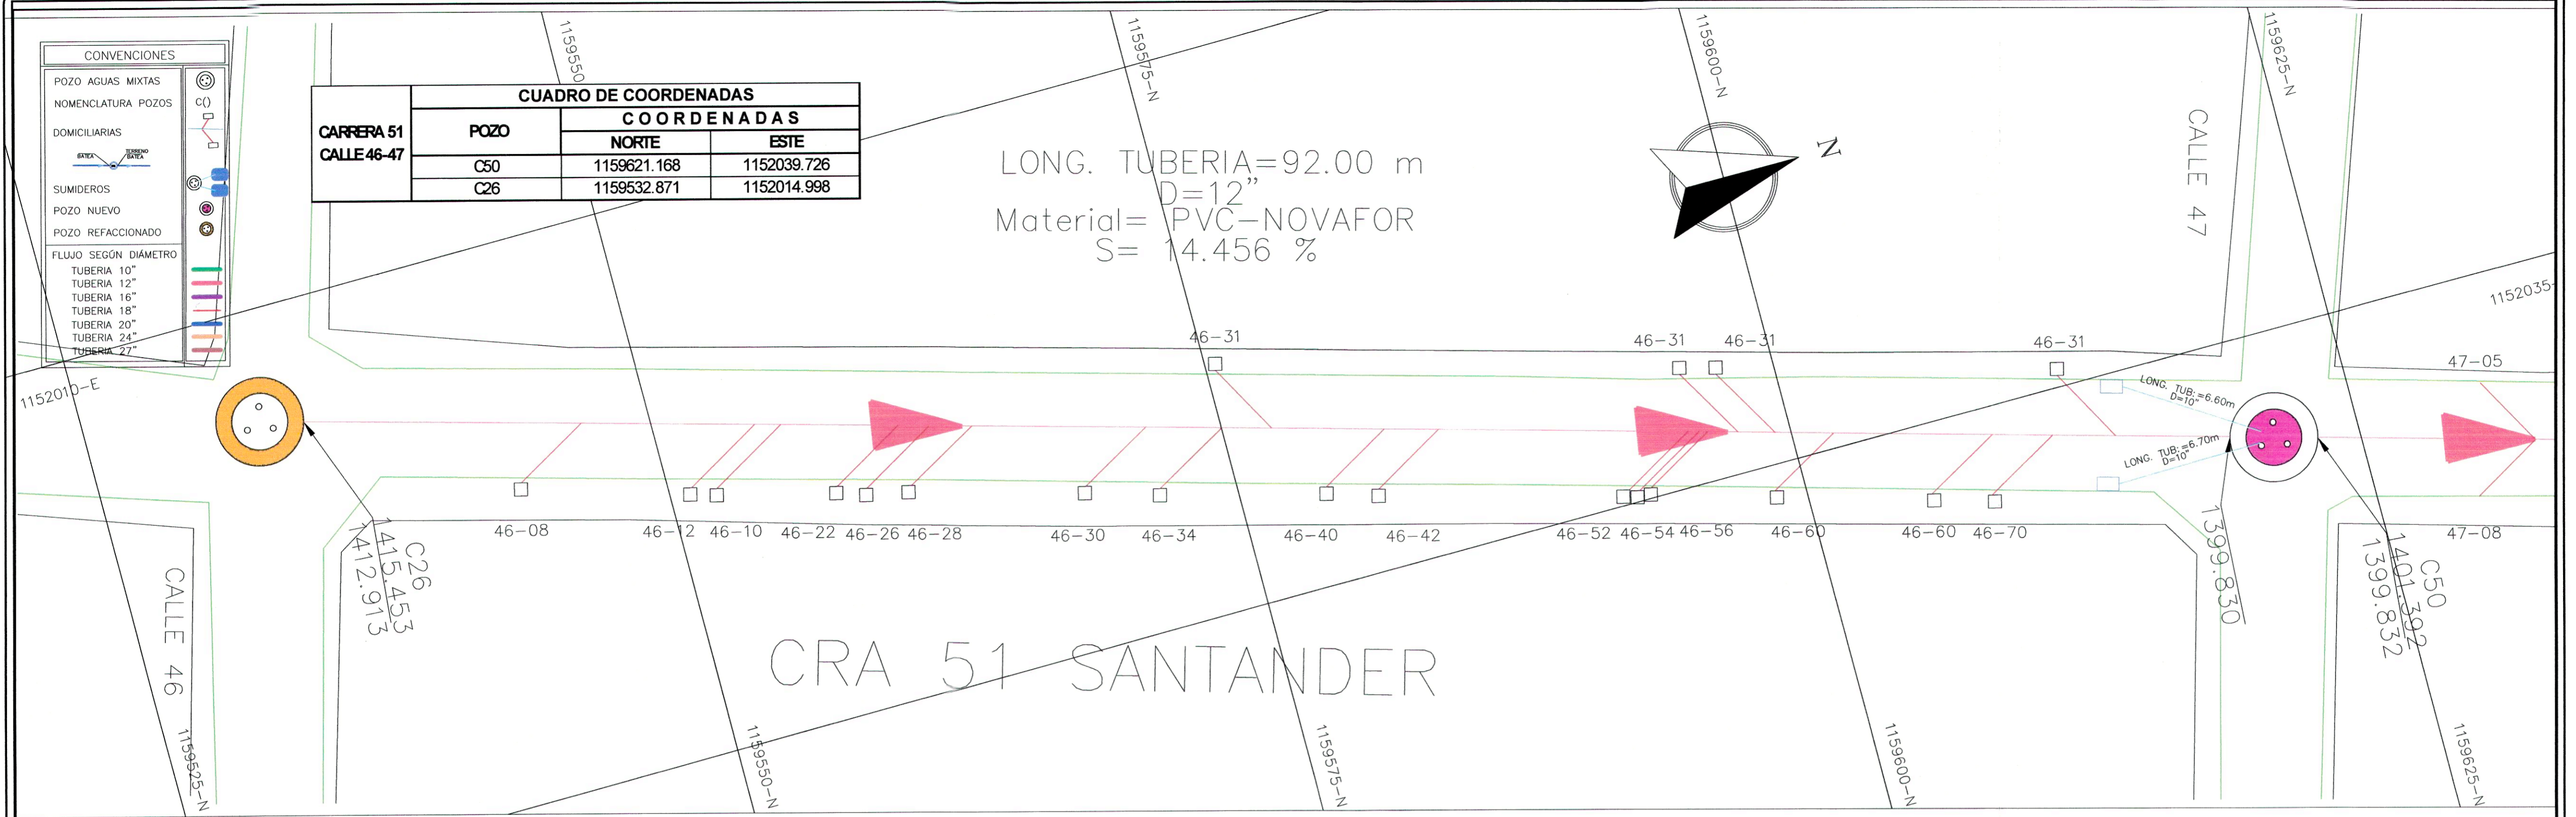 CONVENCIONES
POZO AGUAS MIXTAS
NOMENCLATURA POZOS C()
DOMICILIARIAS
BATEA TERRENO
BATEA
SUMIDEROS
POZO NUEVO
POZO REFACCIONADO
FLUJO SEGÚN DIÁMETRO
TUBERIA 10"
TUBERIA 12"
TUBERIA 16"
TUBERIA 18"
TUBERIA 20"
TUBERIA 24"
TUBERIA 27"
CARRERA 51
CALLE 46-47
CUADRO DE COORDENADAS
POZO COORDENADAS
NORTE ESTE
C50 1159621.168 1152039.726
C26 1159532.871 1152014.998
1159550
1159575-N
1159600-N
1159625-N
LONG. TUBERIA=92.00 m
D=12"
Material= PVC-NOVAFOR
S= 14.456 %
N
CALLE 47
1152035-
1152010-E
46-31
46-31
46-31
46-31
47-05
LONG. TUB:=6.60m
D=10"
LONG. TUB:=6.70m
D=10"
46-08
46-12
46-10
46-22
46-26
46-28
46-30
46-34
46-40
46-42
46-52
46-54
46-56
46-60
46-60
46-70
47-08
C26
1415.453
1412.913
1399.830
C50
1401.392
1399.832
CALLE 46
CRA 51 SANTANDER
1159525-N
1159550-N
1159575-N
1159600-N
1159625-N